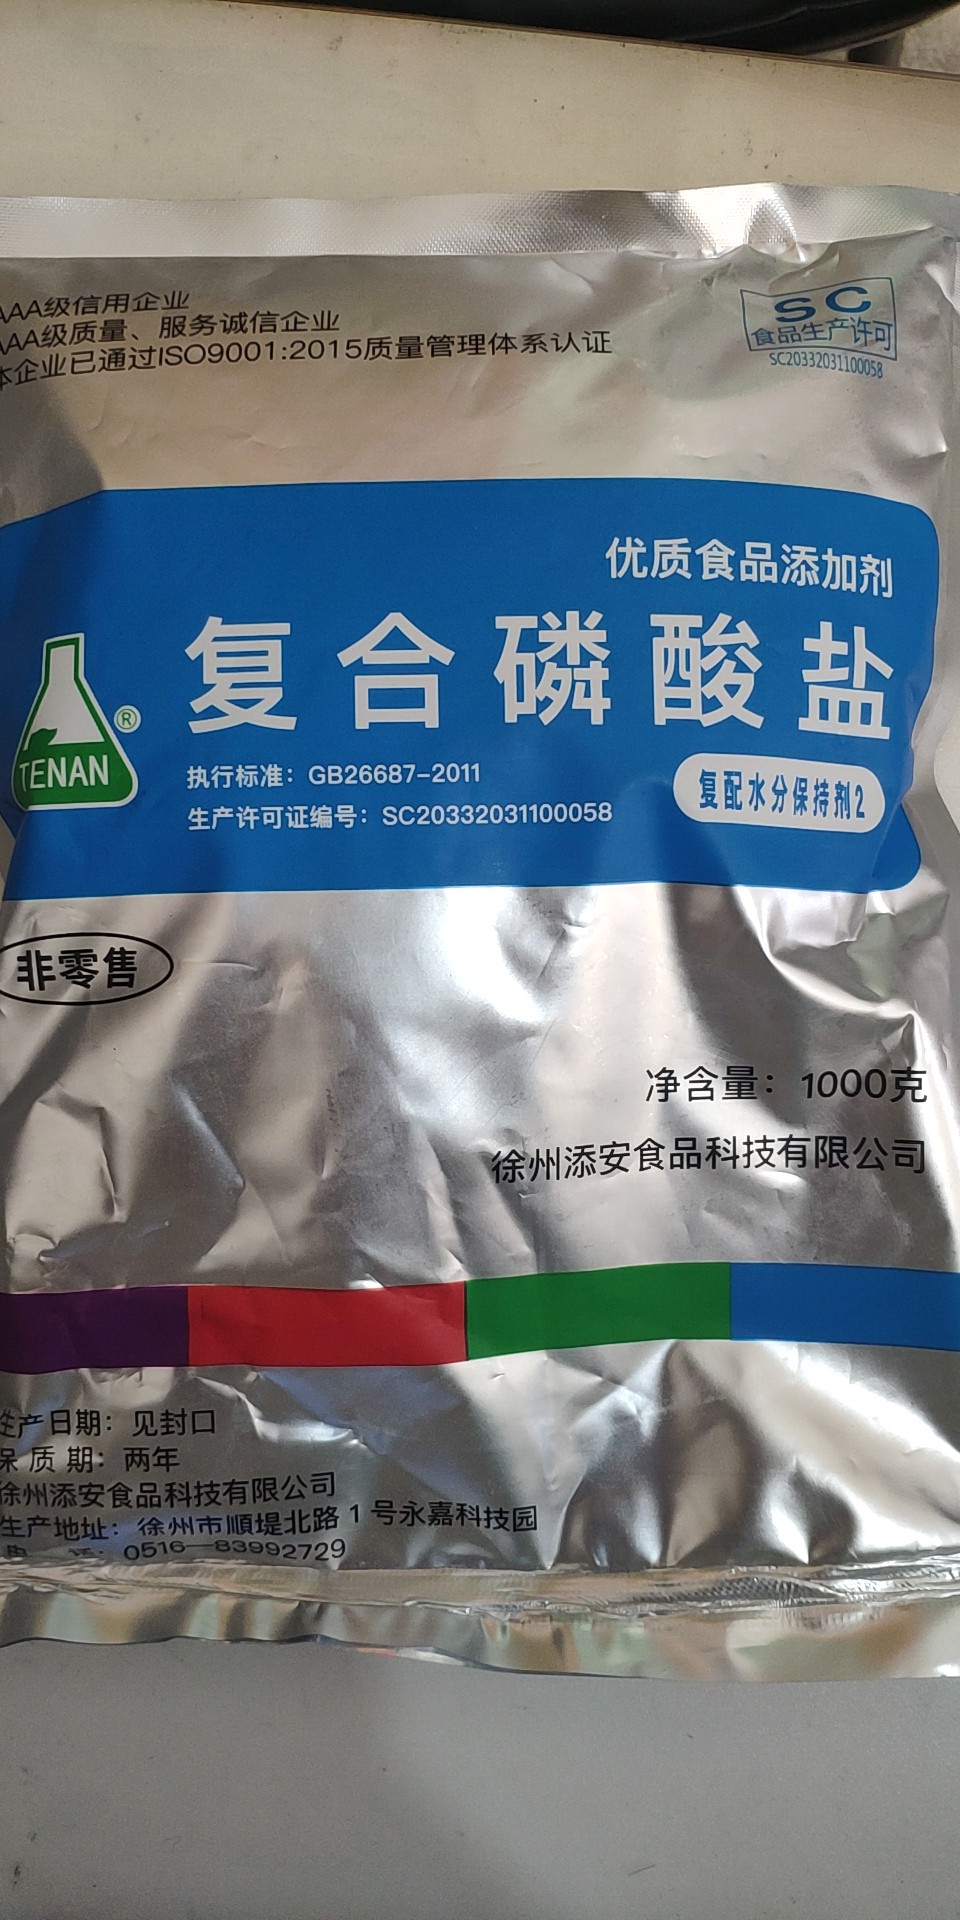 AAA级信用企业
AAA级质量、服务诚信企业
本企业已通过ISO9001:2015质量管理体系认证
SC
食品生产许可
SC20332031100058
优质食品添加剂
复合磷酸盐
TENAN
®
执行标准：GB26687-2011
生产许可证编号：SC20332031100058
复配水分保持剂2
非零售
净含量：1000克
徐州添安食品科技有限公司
生产日期：见封口
保质期：两年
徐州添安食品科技有限公司
生产地址：徐州市順堤北路1号永嘉科技园
电话：0516—83992729